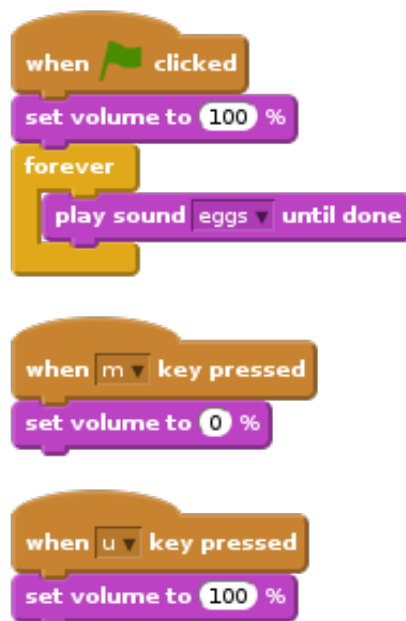 when clicked
set volume to 100 %
forever
play sound eggs until done
when m key pressed
set volume to 0 %
when u key pressed
set volume to 100 %